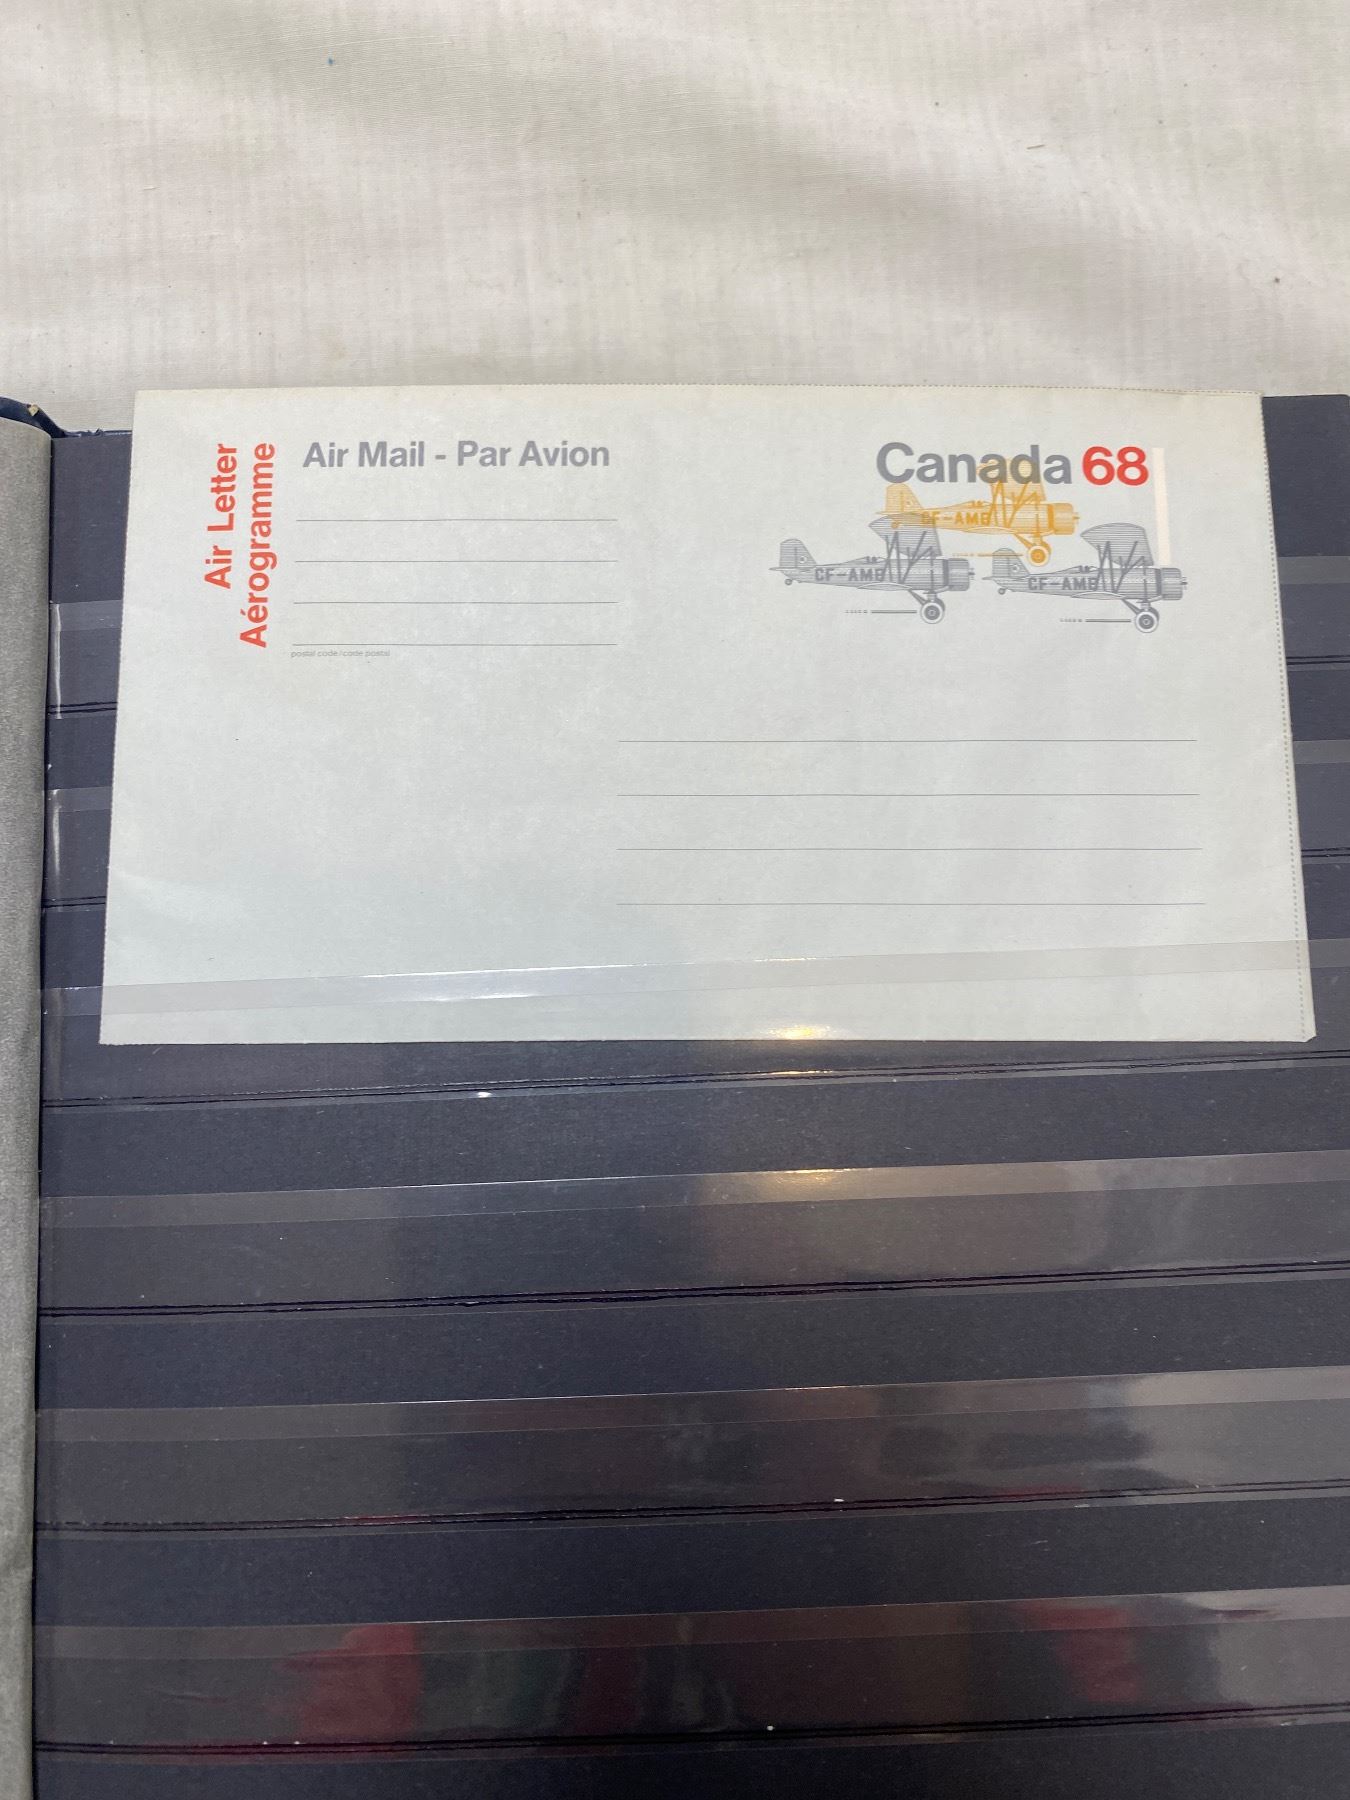 Air Letter
Aérogramme
Air Mail - Par Avion
postal code/code postal
Canada 68
CF-AMB
CF-AMB
CF-AMB